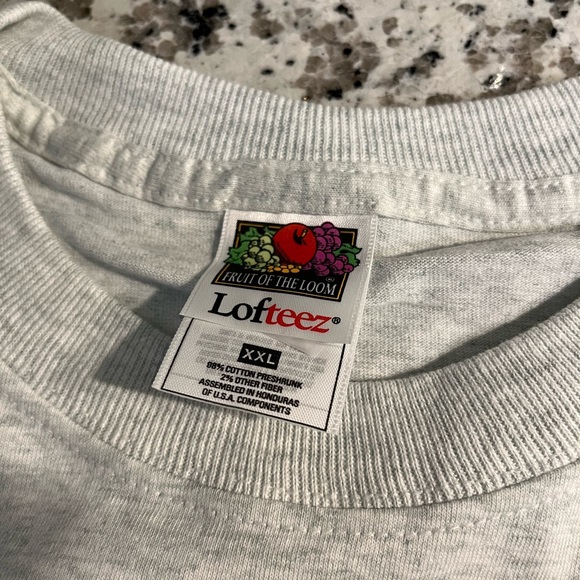 FRUIT OF THE LOOM
Lofteez®
XXL
98% COTTON PRESHRUNK
2% OTHER FIBER
ASSEMBLED IN HONDURAS
OF U.S.A. COMPONENTS